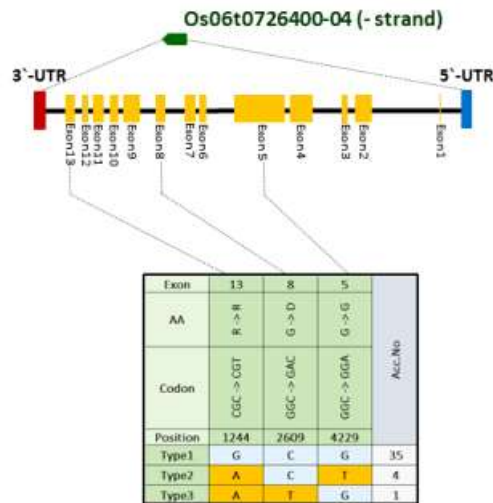 Os06t0726400-04 (- strand)
3`-UTR 5`-UTR
Exon13 Exon12 Exon11 Exon10 Exon9 Exon8 Exon7 Exon6 Exon5 Exon4 Exon3 Exon2 Exon1
Exon 13 8 5 Acc.No
AA R -> R G -> D G -> G
Codon CGC -> CGT GGC -> GAC GGC -> GGA
Position 1244 2609 4229
Type1 G C G 35
Type2 A C T 4
Type3 A T G 1